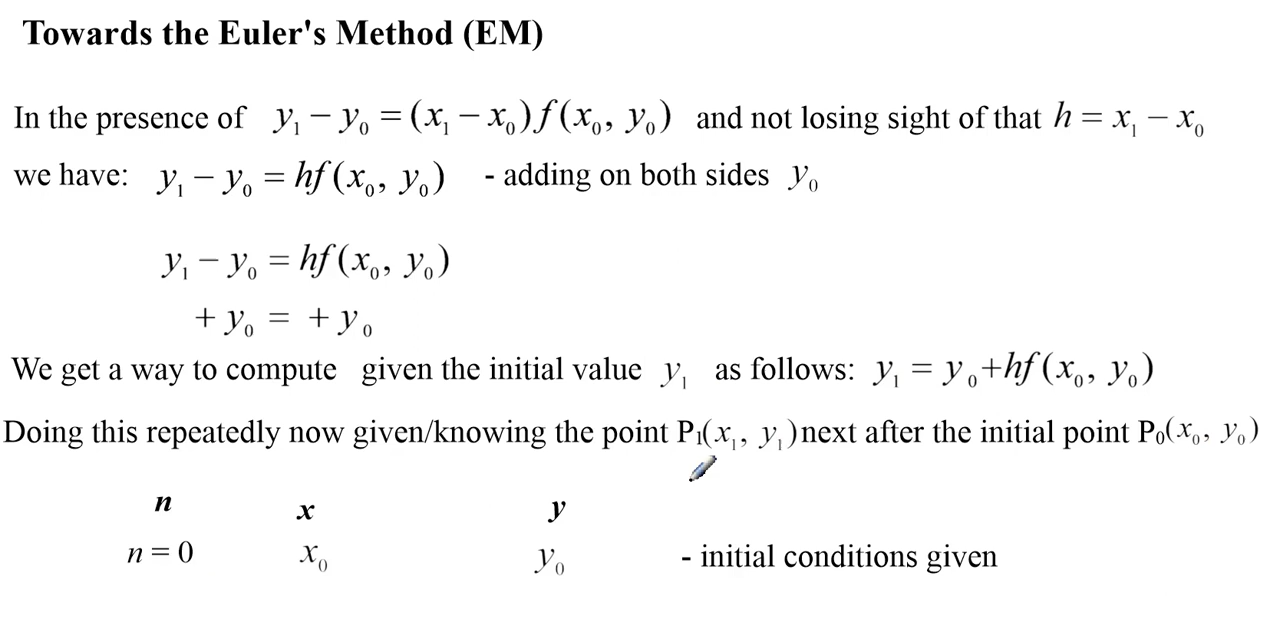 Towards the Euler's Method (EM)
In the presence of y₁ − y₀ = (x₁ − x₀)f(x₀, y₀) and not losing sight of that h = x₁ − x₀
we have: y₁ − y₀ = hf(x₀, y₀) - adding on both sides y₀
y₁ − y₀ = hf(x₀, y₀)
+ y₀ = + y₀
We get a way to compute given the initial value y₁ as follows: y₁ = y₀+hf(x₀, y₀)
Doing this repeatedly now given/knowing the point P₁(x₁, y₁)next after the initial point P₀(x₀, y₀)
n x y
n = 0 x₀ y₀ - initial conditions given